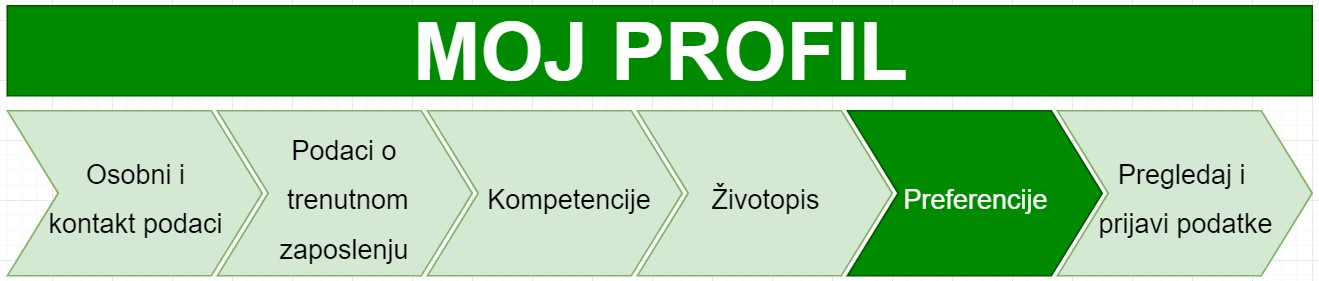 MOJ PROFIL
Osobni i
kontakt podaci
Podaci o
trenutnom
zaposlenju
Kompetencije
Životopis
Preferencije
Pregledaj i
prijavi podatke